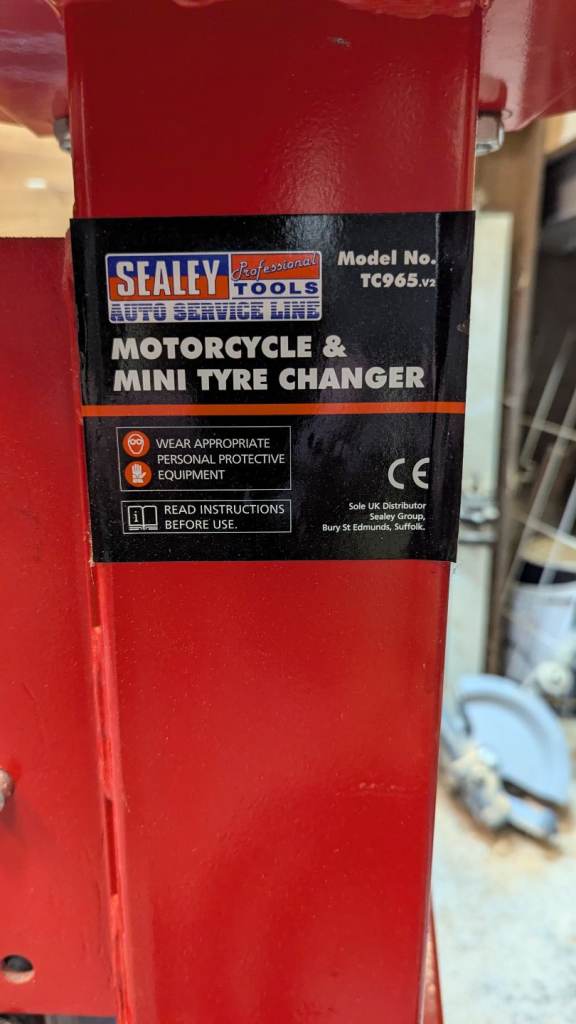 SEALEY Professional TOOLS
AUTO SERVICE LINE
Model No.
TC965.V2
MOTORCYCLE &
MINI TYRE CHANGER
WEAR APPROPRIATE
PERSONAL PROTECTIVE
EQUIPMENT
i READ INSTRUCTIONS
BEFORE USE.
CE
Sole UK Distributor
Sealey Group,
Bury St Edmunds, Suffolk.